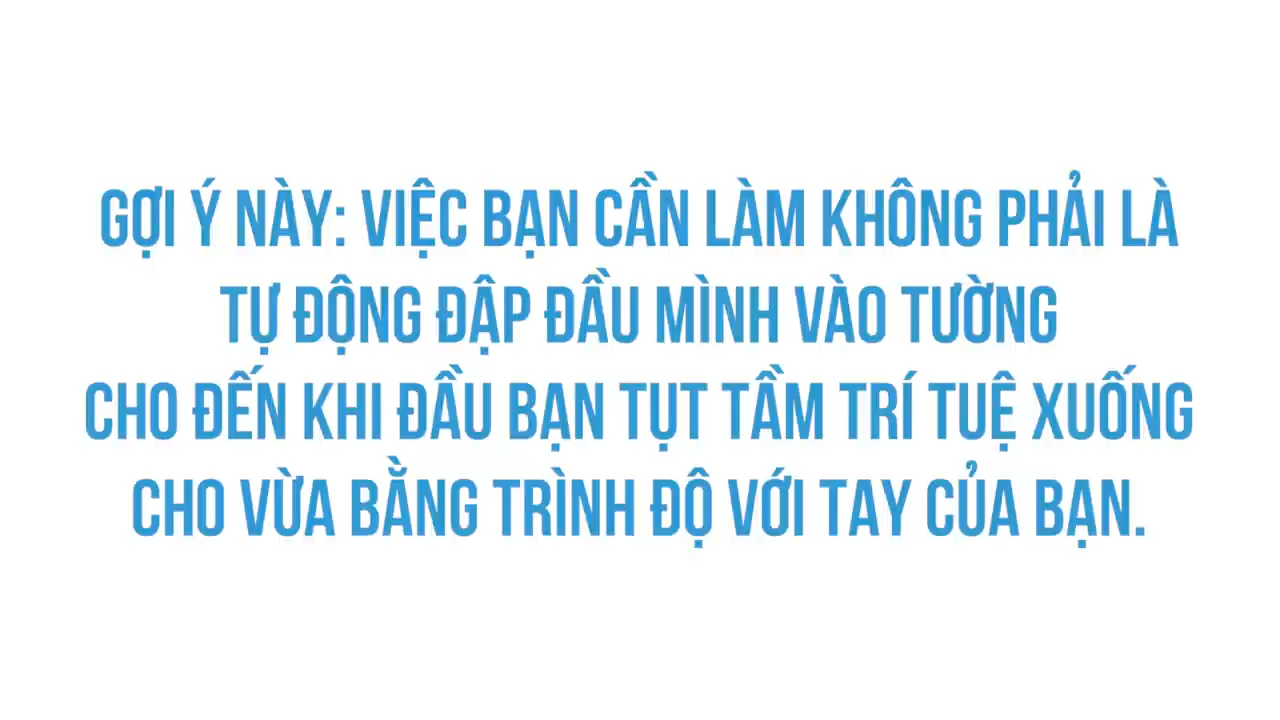 GỢI Ý NÀY: VIỆC BẠN CẦN LÀM KHÔNG PHẢI LÀ
TỰ ĐỘNG ĐẬP ĐẦU MÌNH VÀO TƯỜNG
CHO ĐẾN KHI ĐẦU BẠN TỤT TẦM TRÍ TUỆ XUỐNG
CHO VỪA BẰNG TRÌNH ĐỘ VỚI TAY CỦA BẠN.